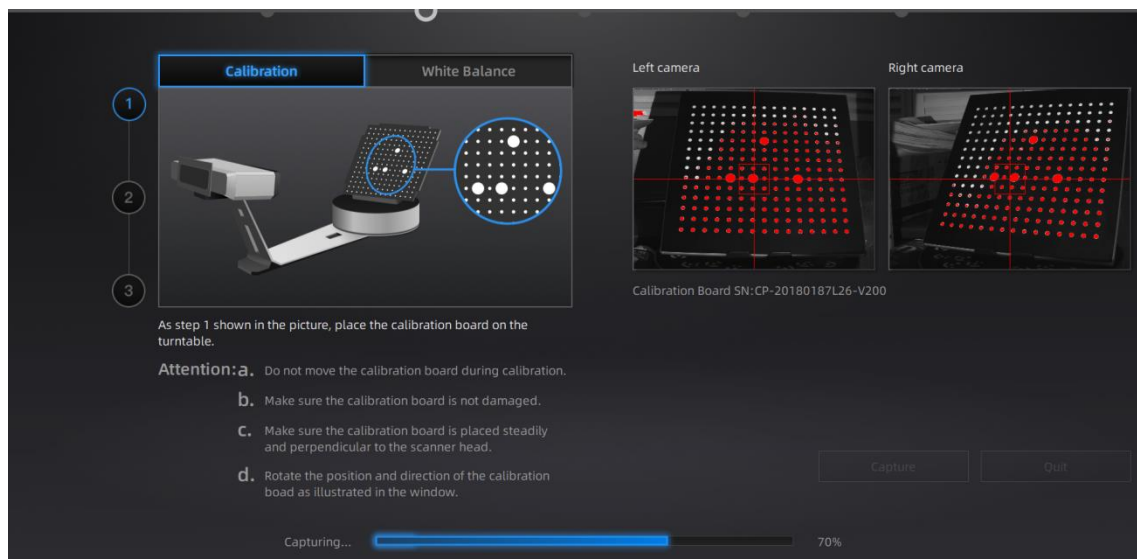 Calibration
White Balance
1
2
3
As step 1 shown in the picture, place the calibration board on the
turntable.
Attention: a. Do not move the calibration board during calibration.
b. Make sure the calibration board is not damaged.
c. Make sure the calibration board is placed steadily
and perpendicular to the scanner head.
d. Rotate the position and direction of the calibration
boad as illustrated in the window.
Left camera
Right camera
Calibration Board SN:CP-20180187L26-V200
Capture
Quit
Capturing...
70%